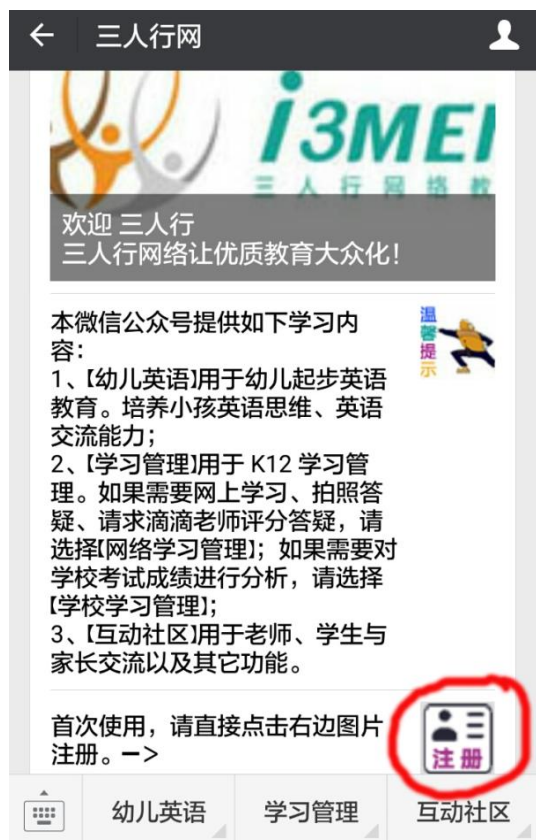 三人行网
i3MEI
三人行网络教
欢迎 三人行
三人行网络让优质教育大众化！
本微信公众号提供如下学习内
容：
温馨提示
1、【幼儿英语】用于幼儿起步英语
教育。培养小孩英语思维、英语
交流能力；
2、【学习管理】用于 K12 学习管
理。如果需要网上学习、拍照答
疑、请求滴滴老师评分答疑，请
选择【网络学习管理】；如果需要对
学校考试成绩进行分析，请选择
【学校学习管理】；
3、【互动社区】用于老师、学生与
家长交流以及其它功能。
首次使用，请直接点击右边图片
注册。—>
注册
幼儿英语
学习管理
互动社区